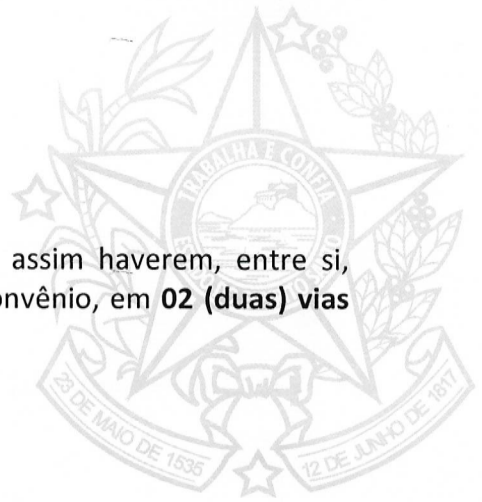 TRABALHA E CONFIA
assim haverem, entre si,
onvênio, em 02 (duas) vias
23 DE MAIO DE 1535
12 DE JUNHO DE 1817